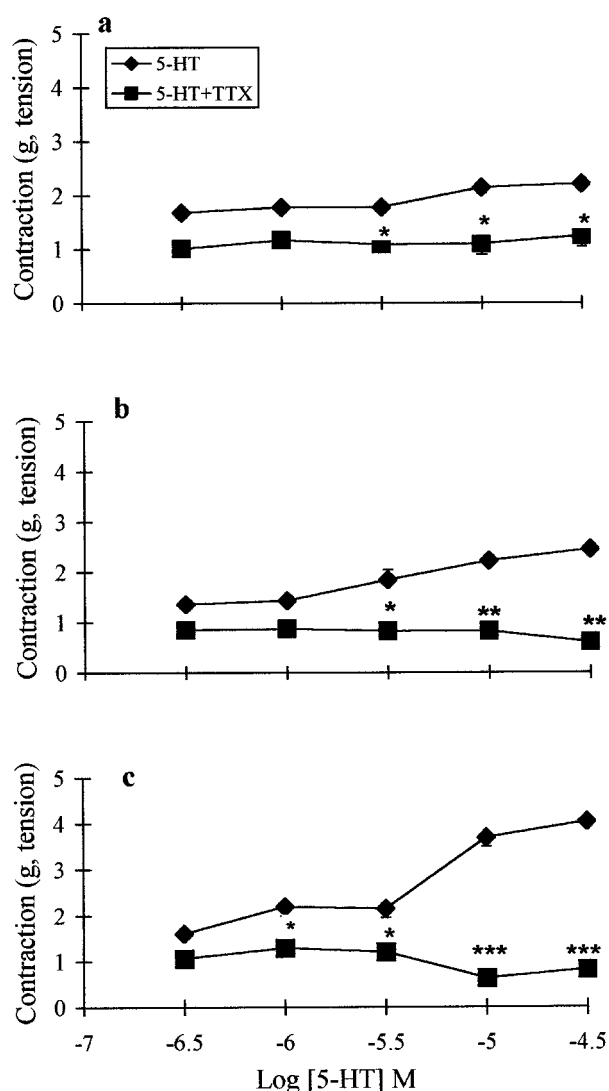 a
Contraction (g, tension)
5
4
3
2
1
0
5-HT
5-HT+TTX
* * *
b
Contraction (g, tension)
5
4
3
2
1
0
* ** **
c
Contraction (g, tension)
5
4
3
2
1
0
* * *** ***
-7 -6.5 -6 -5.5 -5 -4.5
Log [5-HT] M